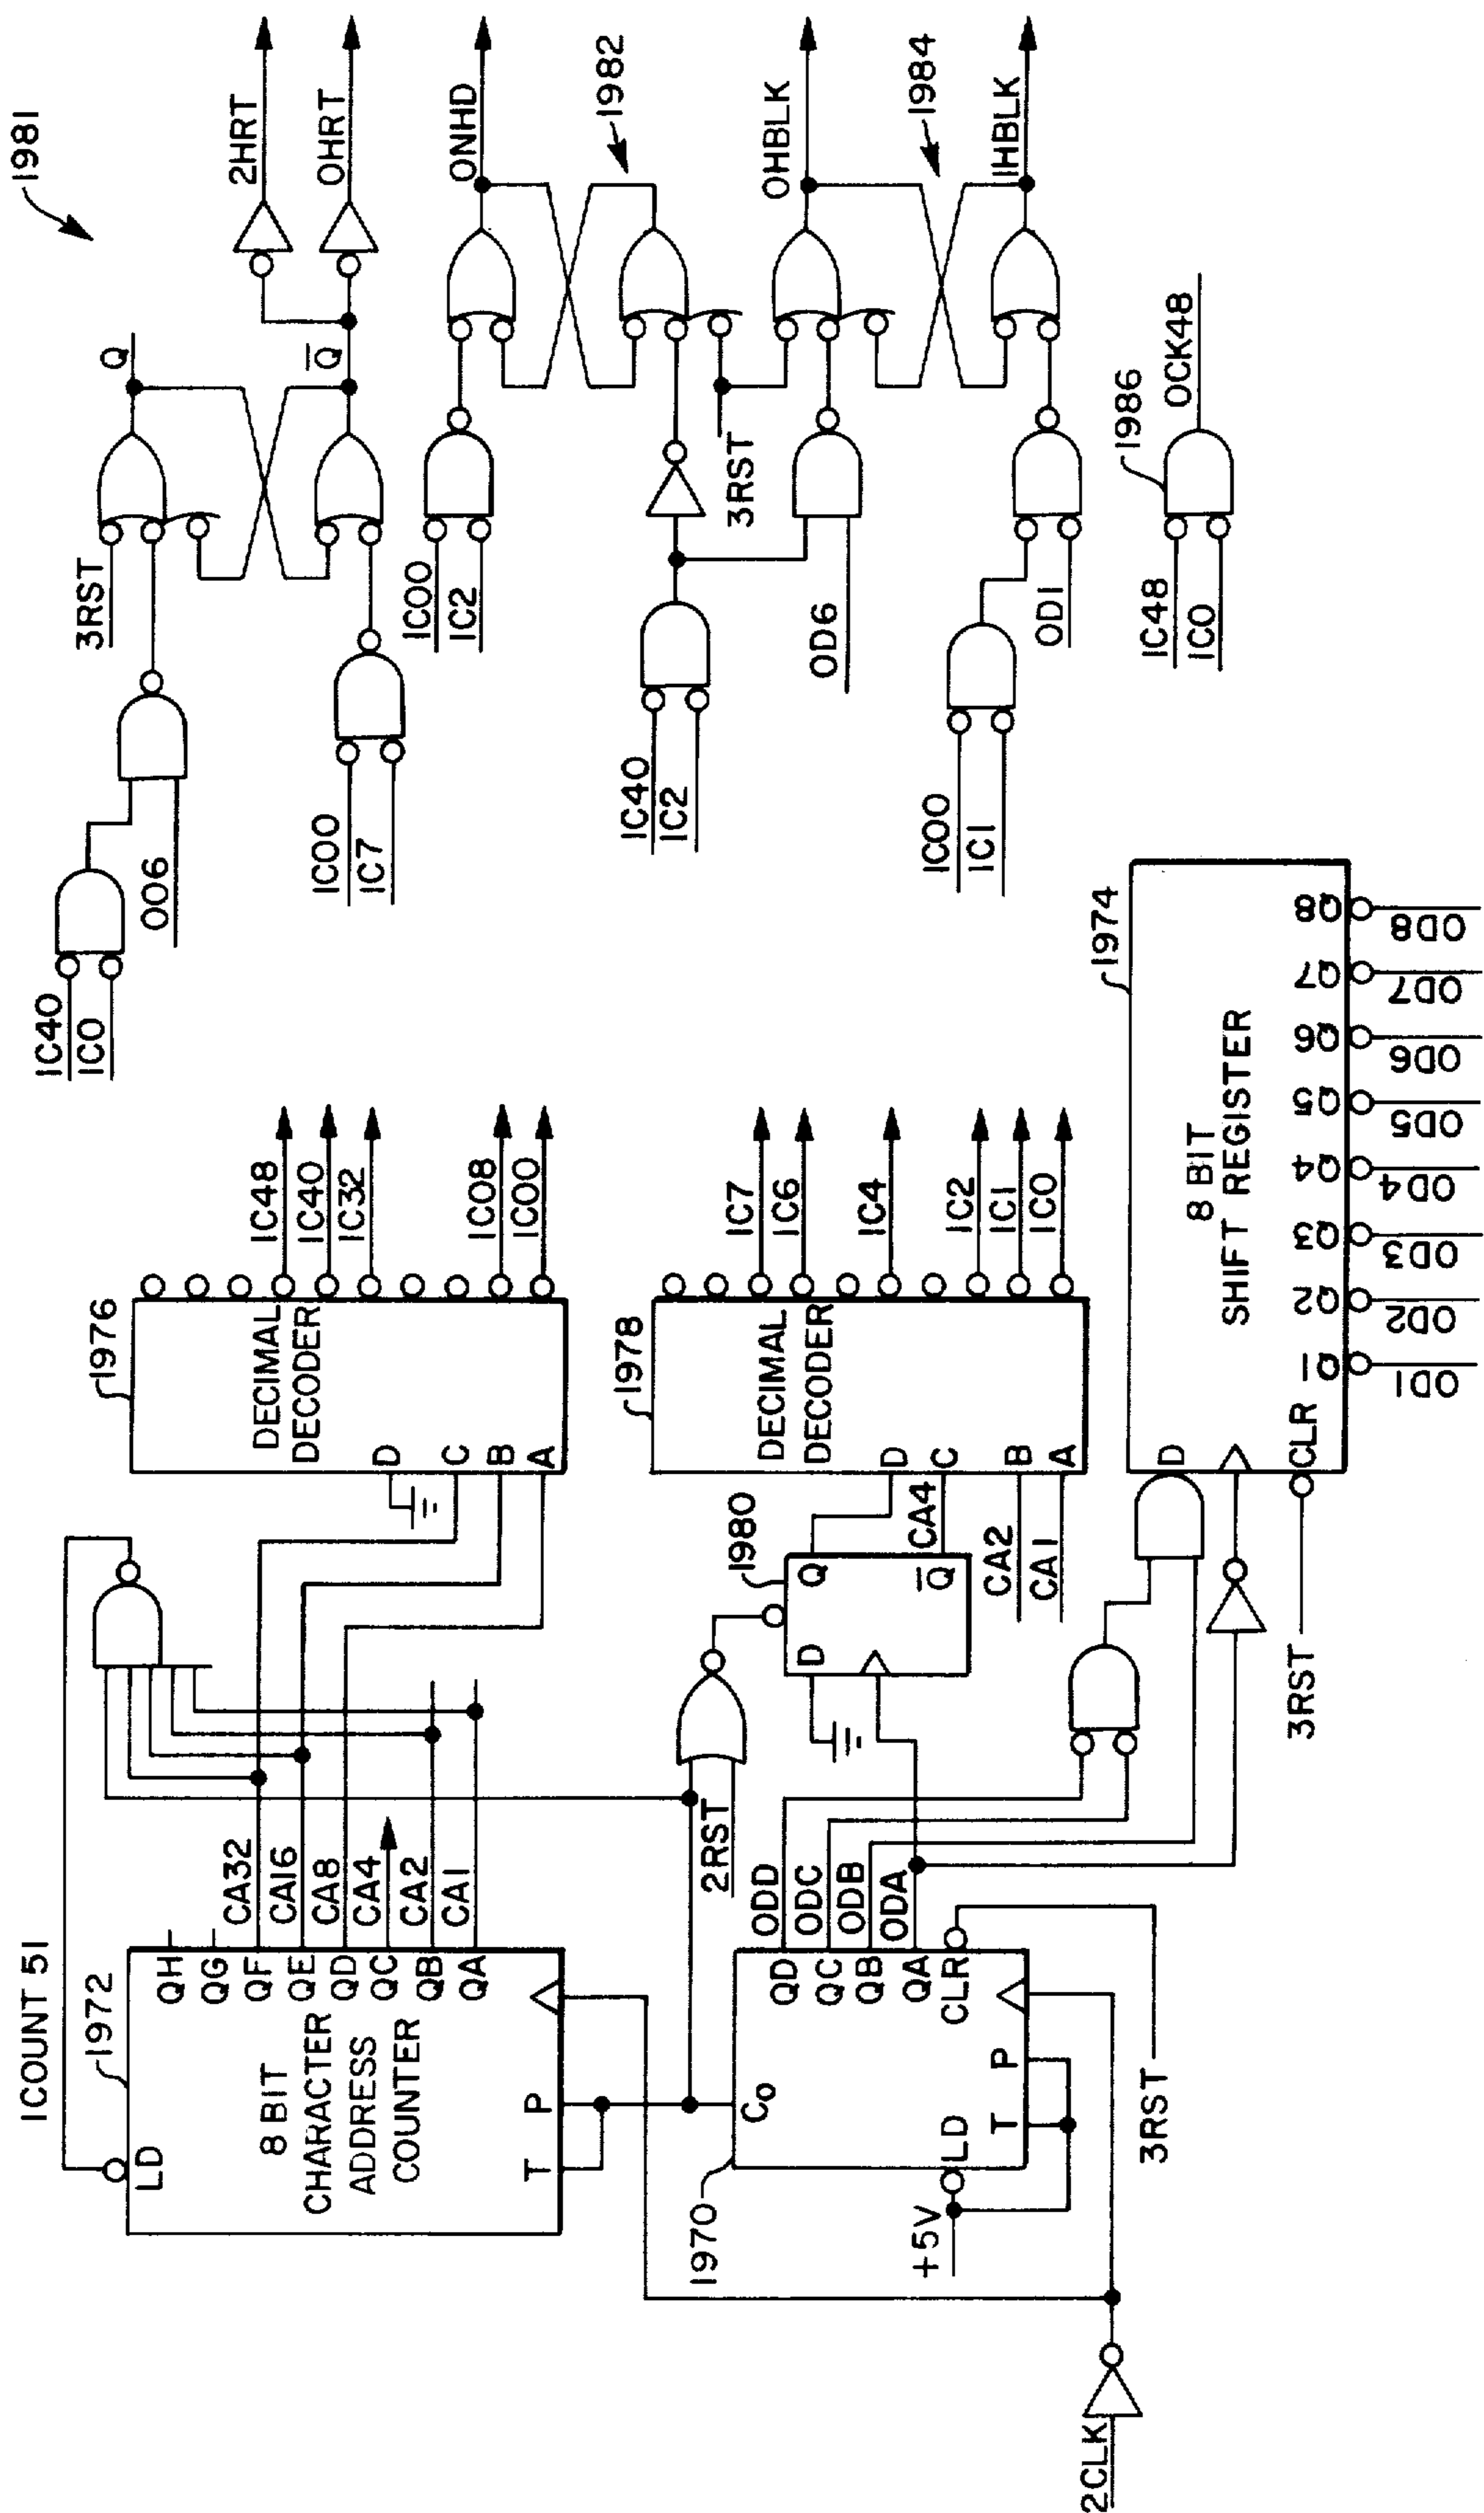 1981
3RST
Q
2HRT
Q
0HRT
1C40
1C0
0D6
1C00
1C7
1C00
1C2
0NHD
1982
3RST
1C40
1C2
0D6
0HBLK
1984
1HBLK
1C00
1C1
0D1
1986
1C48
1C0
0CK48
1COUNT 51
1972
LD
8 BIT
CHARACTER
ADDRESS
COUNTER
T
P
QH
QG
QF
QE
QD
QC
QB
QA
CA32
CA16
CA8
CA4
CA2
CA1
1976
DECIMAL
DECODER
D
C
B
A
1C48
1C40
1C32
1C08
1C00
1970
+5V
LD
C0
T
P
QD
QC
QB
QA
CLR
0DD
0DC
0DB
0DA
2RST
3RST
2CLK
1980
D
Q
Q
CA4
CA2
CA1
1978
DECIMAL
DECODER
D
C
B
A
1C7
1C6
1C4
1C2
1C1
1C0
1974
8 BIT
SHIFT REGISTER
D
CLR
3RST
Q1
Q2
Q3
Q4
Q5
Q6
Q7
Q8
0D1
0D2
0D3
0D4
0D5
0D6
0D7
0D8